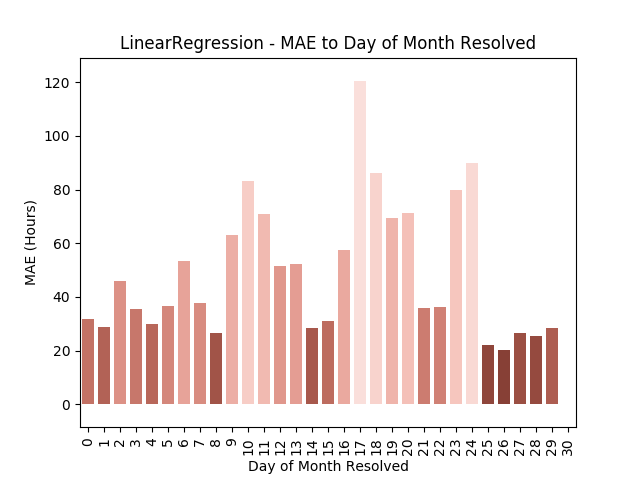 LinearRegression - MAE to Day of Month Resolved
120
100
80
60
40
20
0
MAE (Hours)
0 1 2 3 4 5 6 7 8 9 10 11 12 13 14 15 16 17 18 19 20 21 22 23 24 25 26 27 28 29 30
Day of Month Resolved